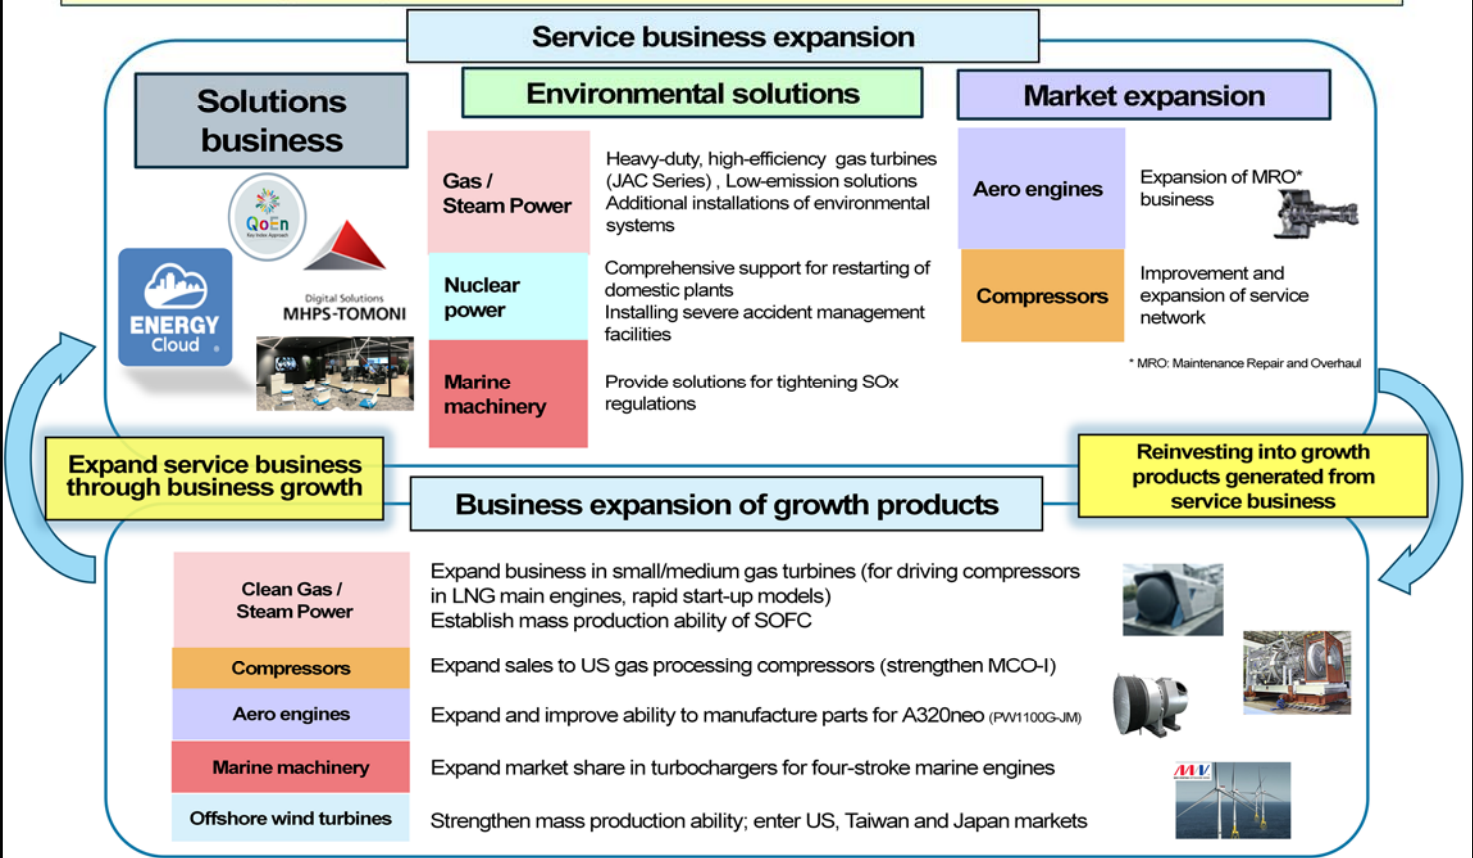 Service business expansion
Solutions
business
QoEn
Key Index Approach
ENERGY
Cloud
Digital Solutions
MHPS-TOMONI
Environmental solutions
Gas /
Steam Power
Heavy-duty, high-efficiency gas turbines
(JAC Series) , Low-emission solutions
Additional installations of environmental
systems
Nuclear
power
Comprehensive support for restarting of
domestic plants
Installing severe accident management
facilities
Marine
machinery
Provide solutions for tightening SOx
regulations
Market expansion
Aero engines
Expansion of MRO*
business
Compressors
Improvement and
expansion of service
network
* MRO: Maintenance Repair and Overhaul
Expand service business
through business growth
Reinvesting into growth
products generated from
service business
Business expansion of growth products
Clean Gas /
Steam Power
Expand business in small/medium gas turbines (for driving compressors
in LNG main engines, rapid start-up models)
Establish mass production ability of SOFC
Compressors
Expand sales to US gas processing compressors (strengthen MCO-I)
Aero engines
Expand and improve ability to manufacture parts for A320neo (PW1100G-JM)
Marine machinery
Expand market share in turbochargers for four-stroke marine engines
Offshore wind turbines
Strengthen mass production ability; enter US, Taiwan and Japan markets